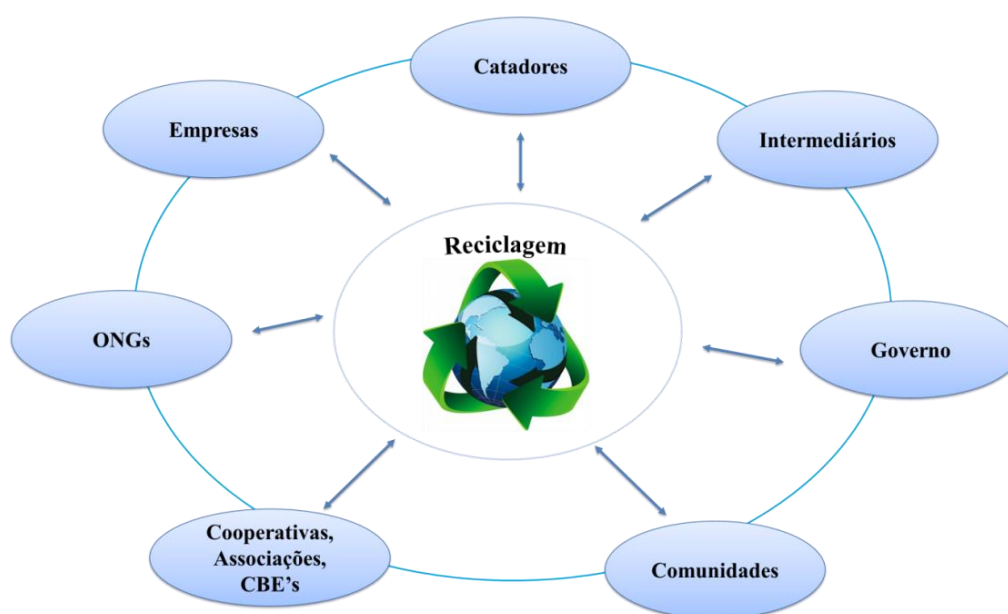 Catadores
Empresas
Intermediários
Reciclagem
ONGs
Governo
Cooperativas,
Associações,
CBE's
Comunidades